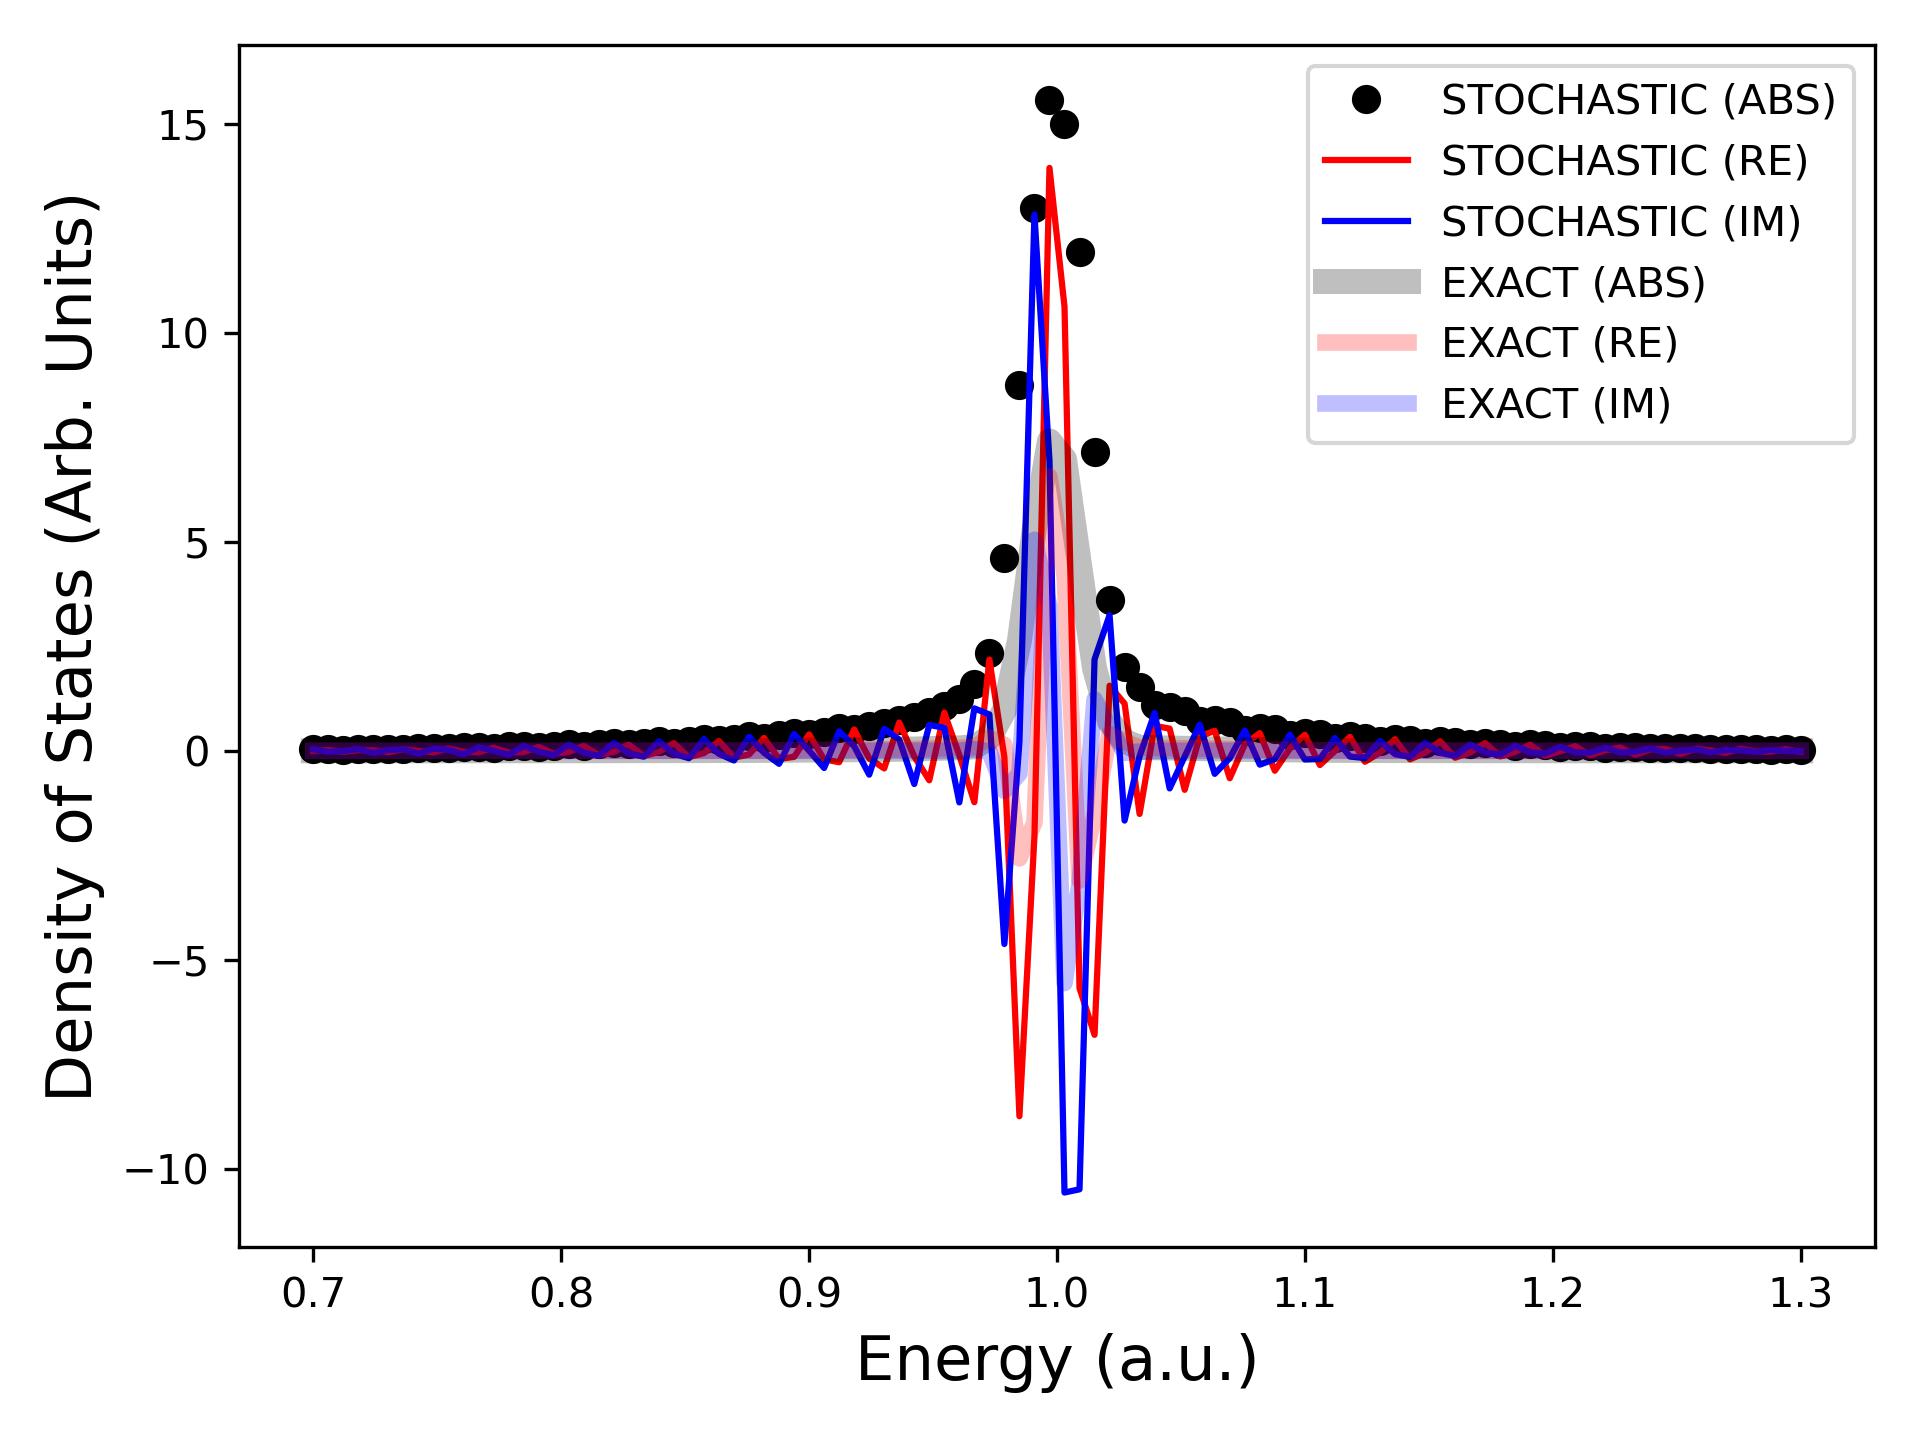 STOCHASTIC (ABS)
STOCHASTIC (RE)
STOCHASTIC (IM)
EXACT (ABS)
EXACT (RE)
EXACT (IM)
Density of States (Arb. Units)
15
10
5
0
−5
−10
0.7 0.8 0.9 1.0 1.1 1.2 1.3
Energy (a.u.)